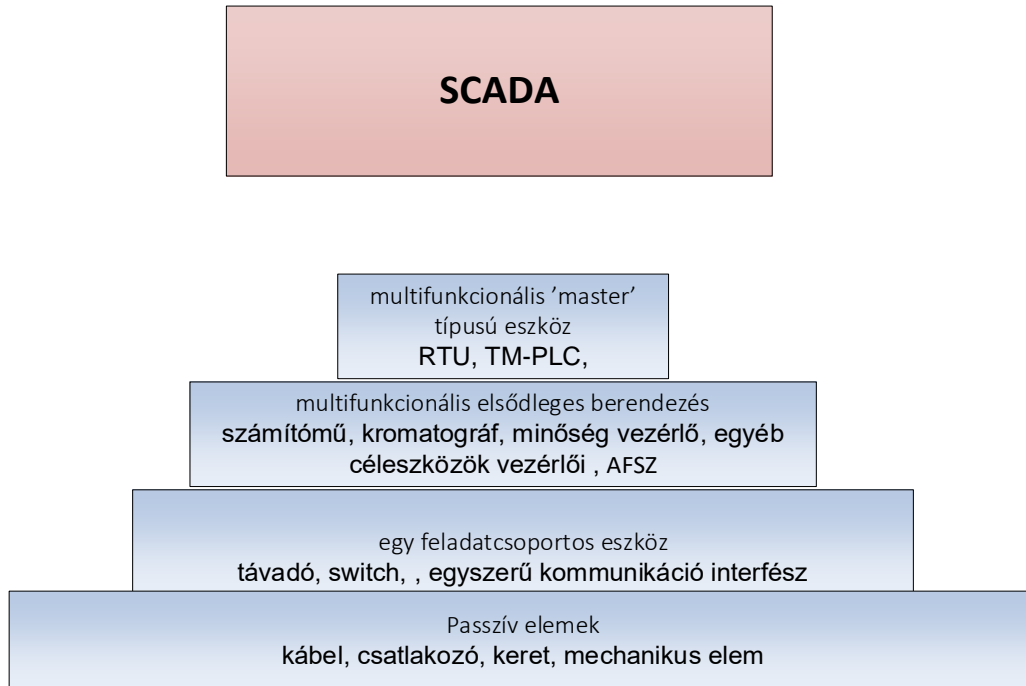 SCADA
multifunkcionális ’master’
típusú eszköz
RTU, TM-PLC,
multifunkcionális elsődleges berendezés
számítómű, kromatográf, minőség vezérlő, egyéb
céleszközök vezérlői , AFSZ
egy feladatcsoportos eszköz
távadó, switch, , egyszerű kommunikáció interfész
Passzív elemek
kábel, csatlakozó, keret, mechanikus elem